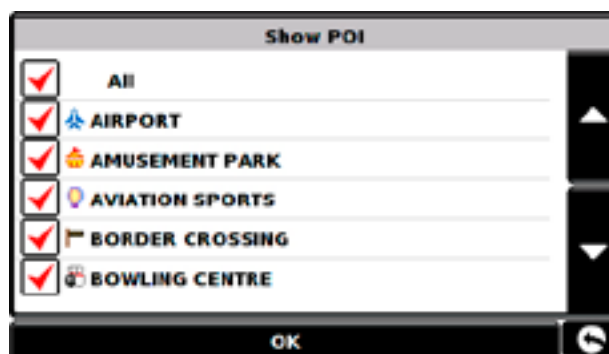 Show POI
All
AIRPORT
AMUSEMENT PARK
AVIATION SPORTS
BORDER CROSSING
BOWLING CENTRE
OK